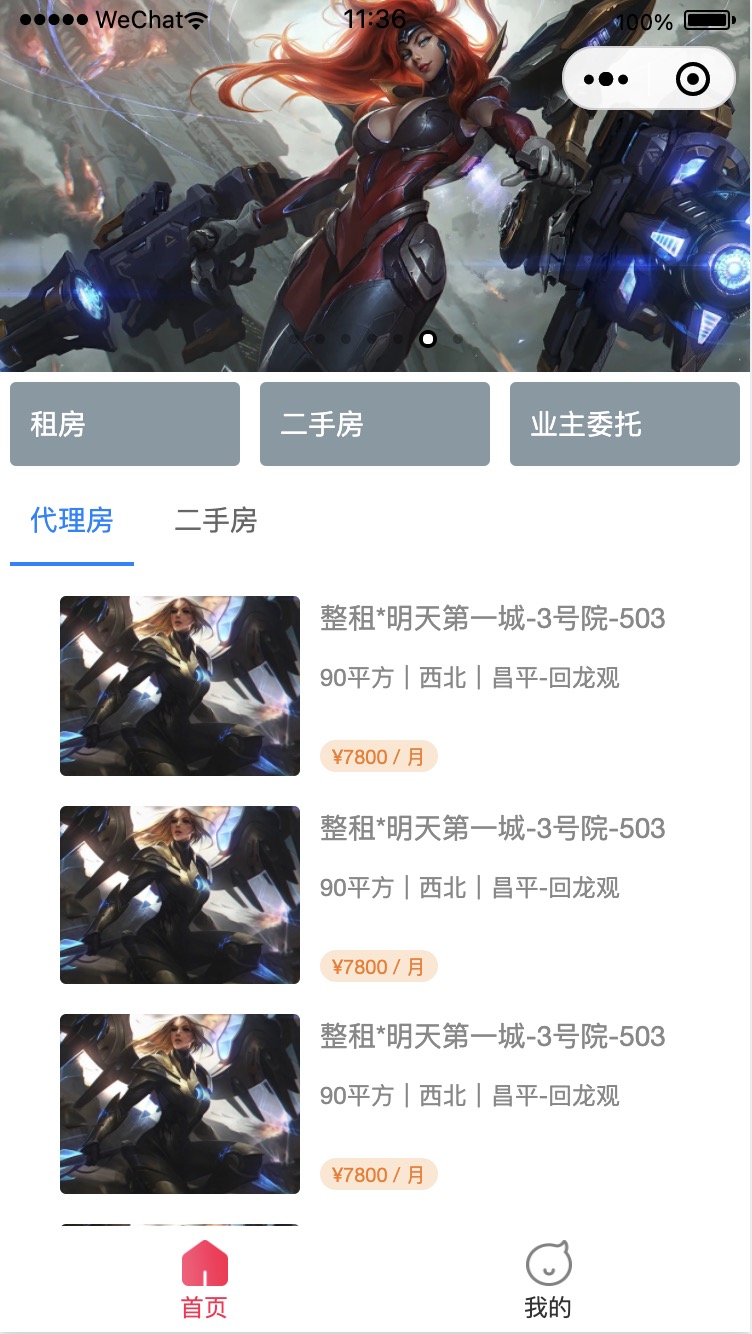 WeChat 11:36 100%
租房 二手房 业主委托
代理房 二手房
整租*明天第一城-3号院-503
90平方｜西北｜昌平-回龙观
¥7800 / 月
整租*明天第一城-3号院-503
90平方｜西北｜昌平-回龙观
¥7800 / 月
整租*明天第一城-3号院-503
90平方｜西北｜昌平-回龙观
¥7800 / 月
首页 我的